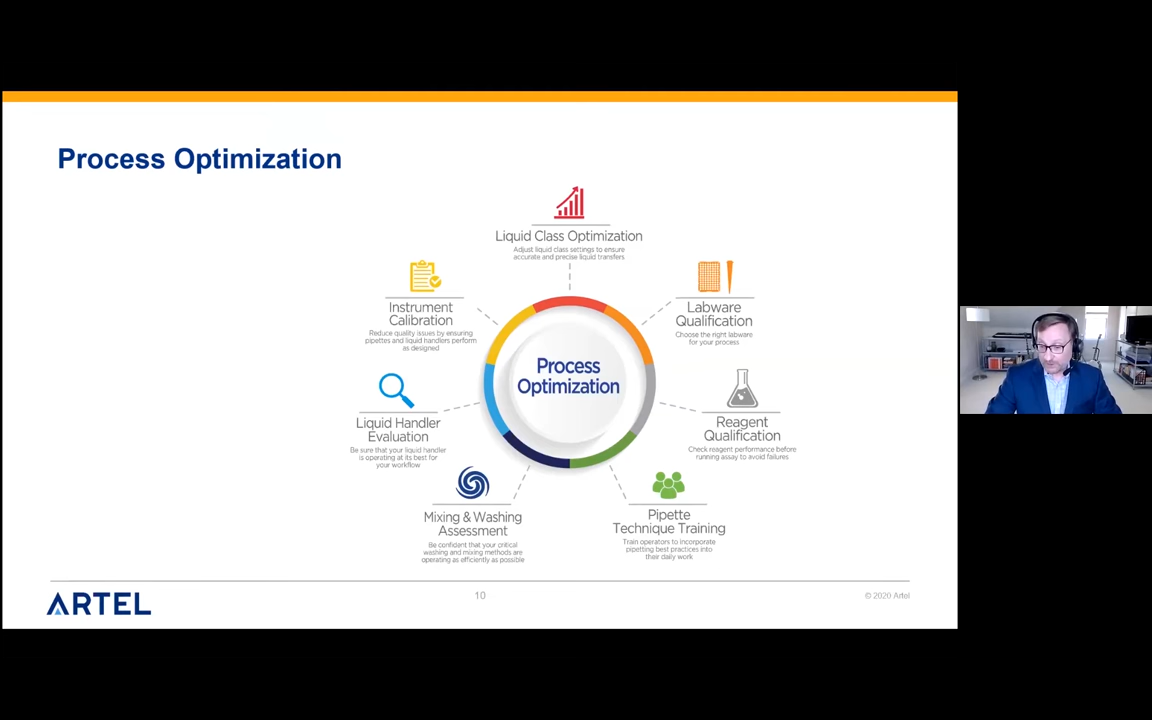 Process Optimization
Liquid Class Optimization
Adjust liquid class settings to ensure
accurate and precise liquid transfers
Instrument
Calibration
Reduce quality issues by ensuring
pipettes and liquid handlers perform
as designed
Labware
Qualification
Choose the right labware
for your process
Process
Optimization
Liquid Handler
Evaluation
Be sure that your liquid handler
is operating at its best for
your workflow
Reagent
Qualification
Check reagent performance before
running assay to avoid failures
Mixing & Washing
Assessment
Be confident that your critical
washing and mixing methods are
operating as efficiently as possible
Pipette
Technique Training
Train operators to incorporate
pipetting best practices into
their daily work
ARTEL
10
© 2020 Artel